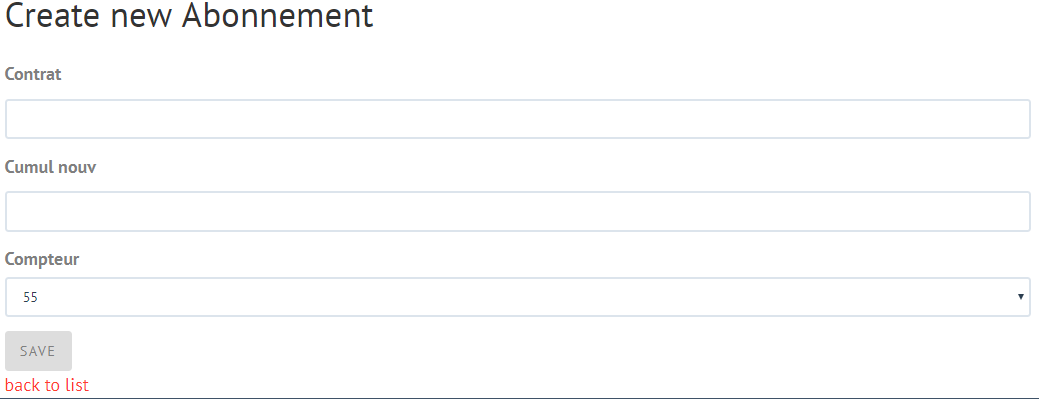 Create new Abonnement
Contrat
Cumul nouv
Compteur
55
SAVE
back to list